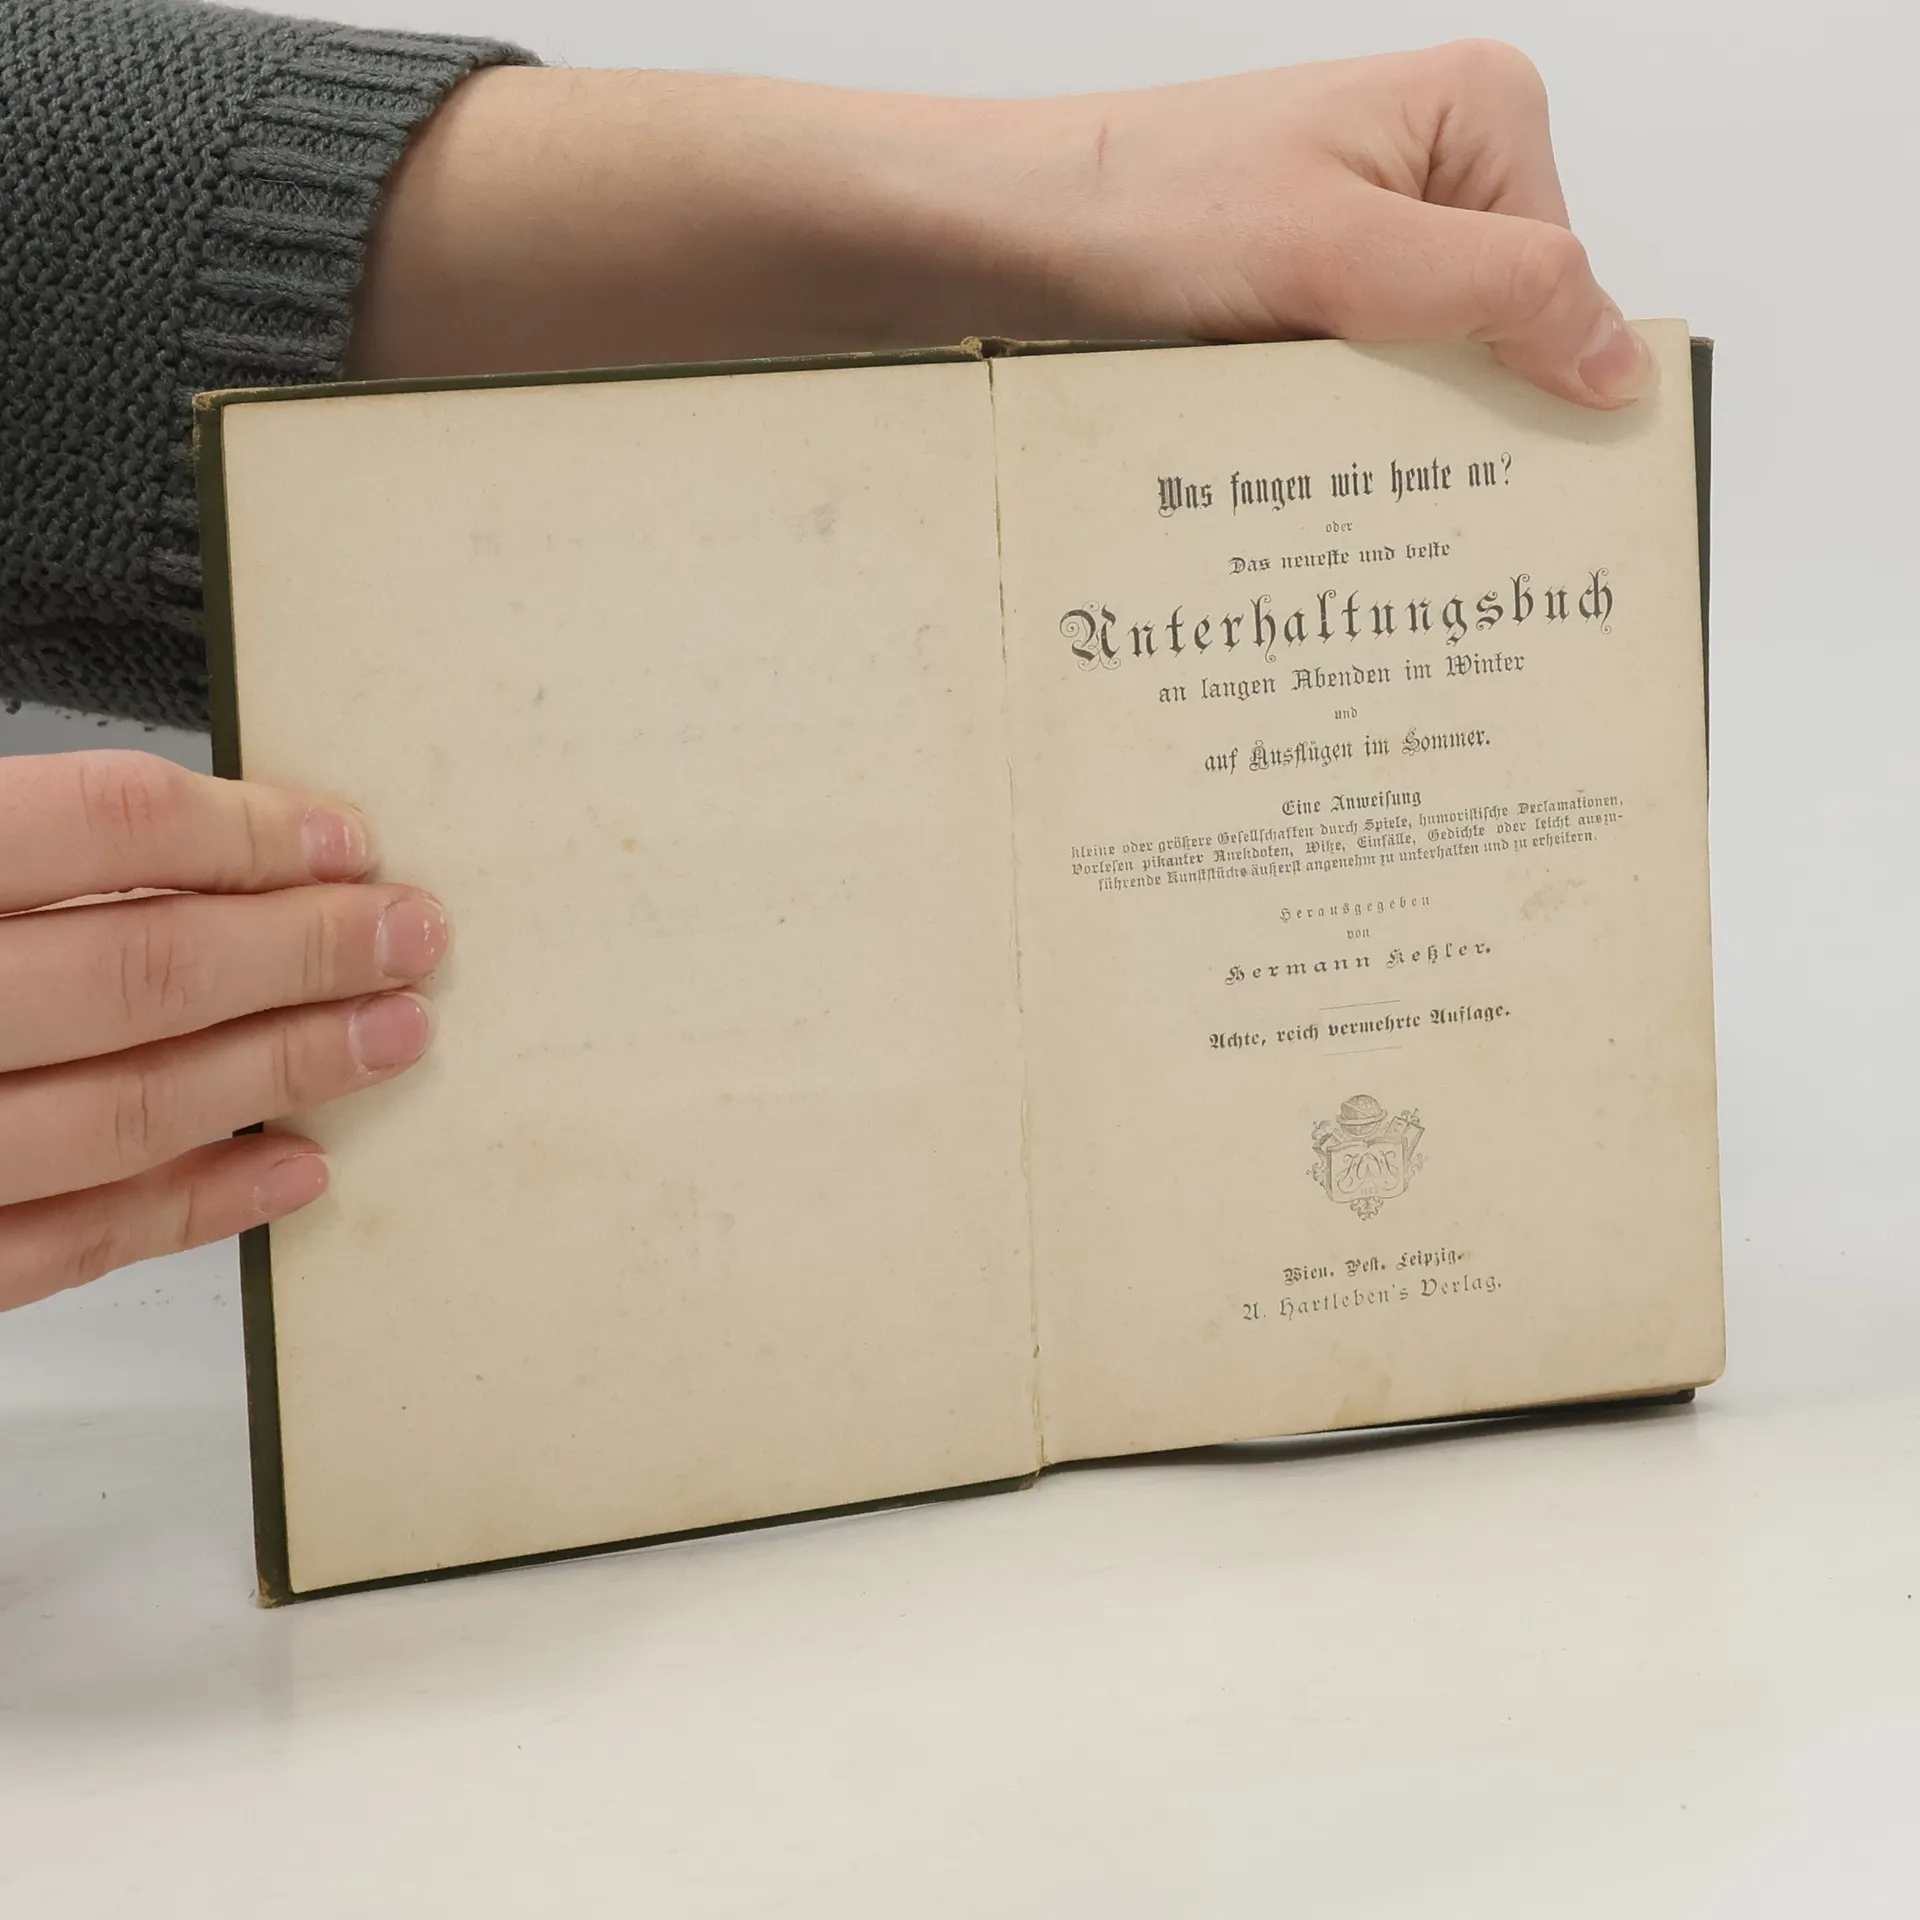 Was fangen wir heute an?
oder
Das neueste und beste
Unterhaltungsbuch
an langen Abenden im Winter
und
auf Ausflügen im Sommer.
Eine Anweisung
kleine oder größere Gesellschaften durch Spiele, humoristische Declamationen,
Vorlesen pikanter Anekdoten, Witze, Einfälle, Gedichte oder leicht auszu-
führende Kunststücke äußerst angenehm zu unterhalten und zu erheitern.
Herausgegeben
von
Hermann Keßler.
Achte, reich vermehrte Auflage.
Wien. Pest. Leipzig.
A. Hartleben's Verlag.